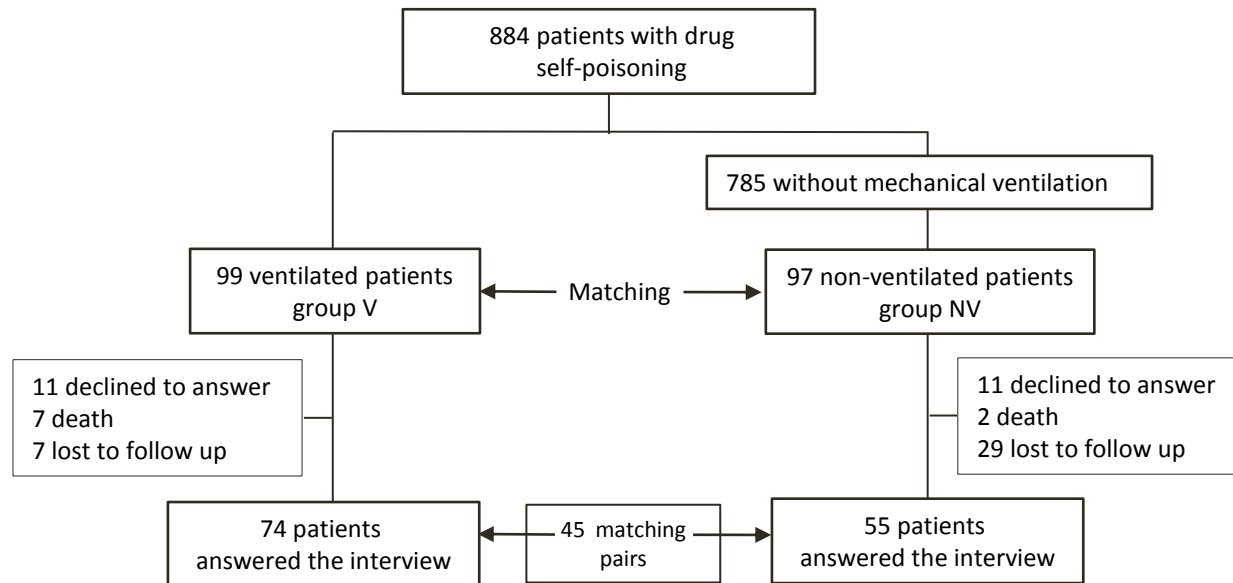 884 patients with drug
self-poisoning
785 without mechanical ventilation
99 ventilated patients
group V
Matching
97 non-ventilated patients
group NV
11 declined to answer
7 death
7 lost to follow up
11 declined to answer
2 death
29 lost to follow up
74 patients
answered the interview
45 matching
pairs
55 patients
answered the interview